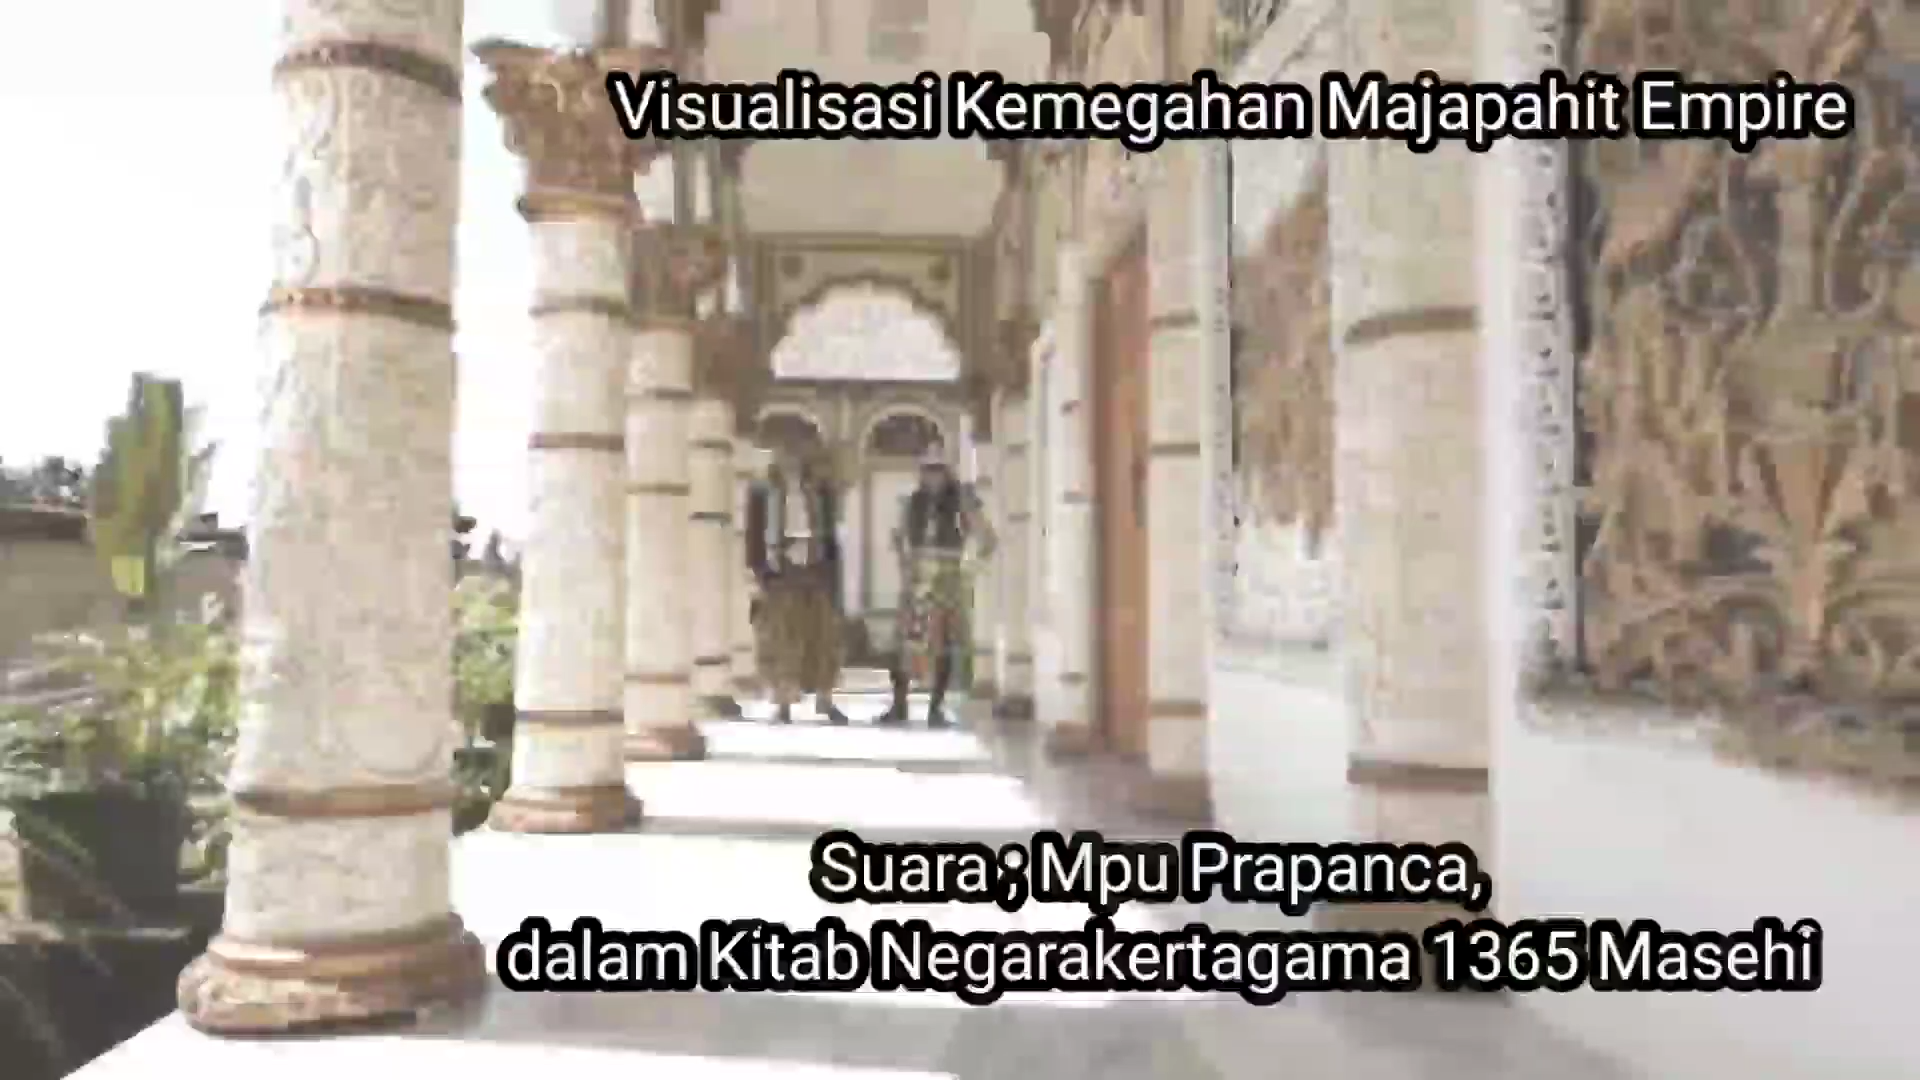 Visualisasi Kemegahan Majapahit Empire
Suara ; Mpu Prapanca,
dalam Kitab Negarakertagama 1365 Masehi